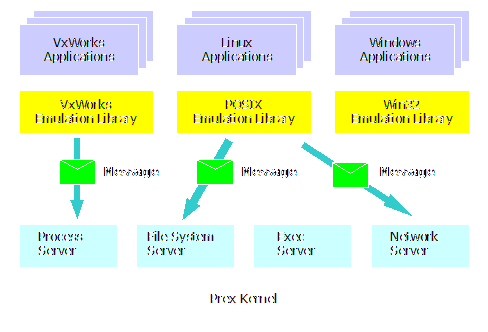 VxWorks
Applications
Linux
Applications
Windows
Applications
VxWorks
Emulation Library
POSIX
Emulation Library
Win32
Emulation Library
Message
Message
Message
Process
Server
File System
Server
Exec
Server
Network
Server
Prex Kernel